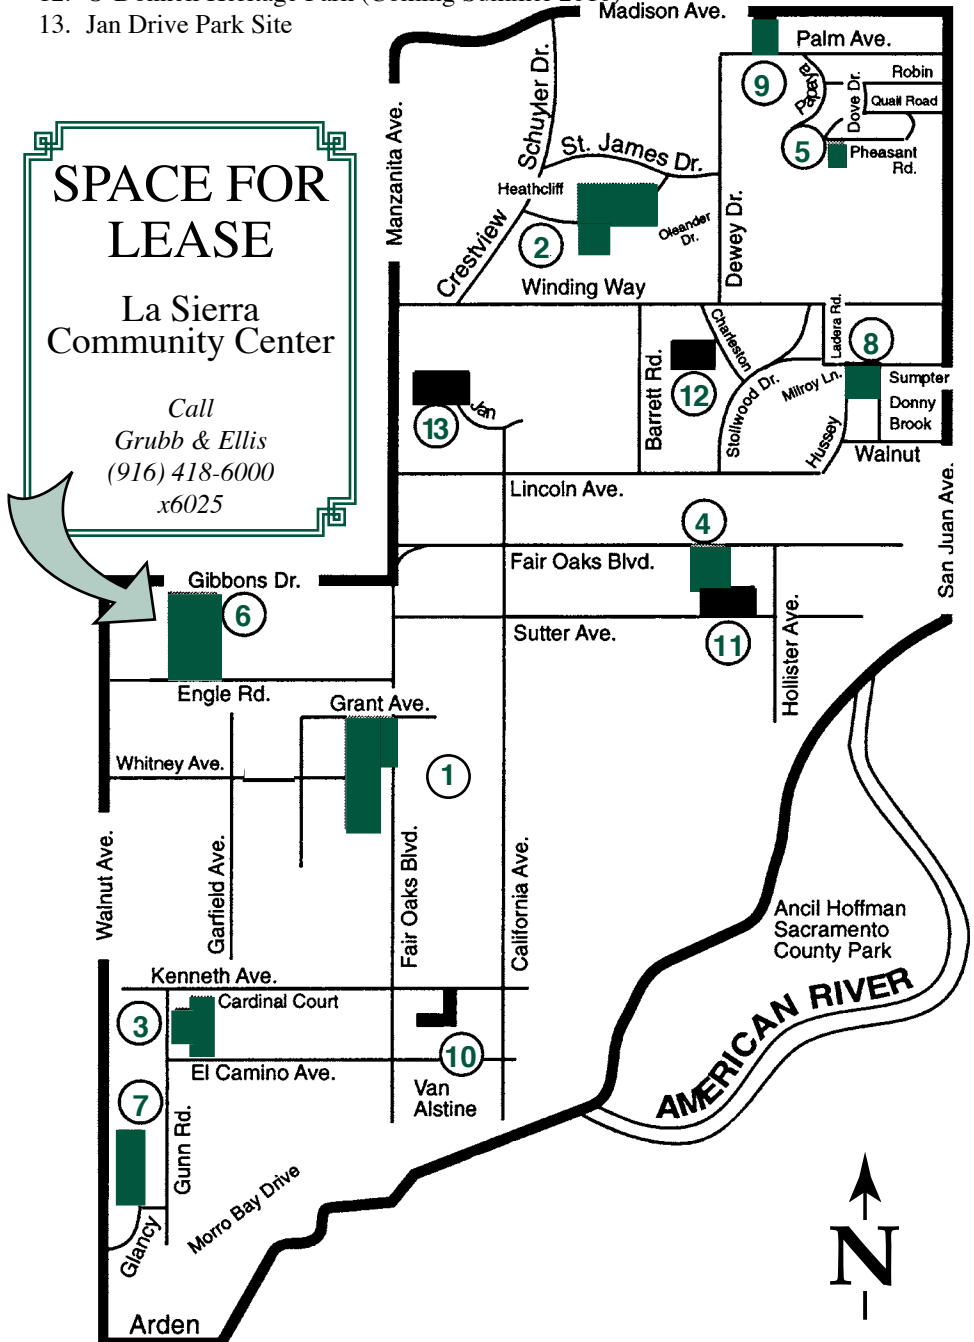 13. Jan Drive Park Site
SPACE FOR
LEASE
La Sierra
Community Center
Call
Grubb & Ellis
(916) 418-6000
x6025
Madison Ave.
Palm Ave.
Manzanita Ave.
Schuyler Dr.
St. James Dr.
Heathcliff
Crestview
Oleander
Dr.
Dewey Dr.
Papaya
Dove Dr.
Robin
Quail Road
Pheasant
Rd.
9
5
2
Winding Way
Charleston
Ladera Rd.
8
Barrett Rd.
12
Stollwood Dr.
Milroy Ln.
Sumpter
Donny
Brook
Hussey
Walnut
13
Jan
Lincoln Ave.
4
San Juan Ave.
Fair Oaks Blvd.
Gibbons Dr.
6
Sutter Ave.
11
Hollister Ave.
Engle Rd.
Grant Ave.
Whitney Ave.
1
Walnut Ave.
Garfield Ave.
Fair Oaks Blvd.
California Ave.
Ancil Hoffman
Sacramento
County Park
AMERICAN RIVER
Kenneth Ave.
Cardinal Court
3
10
El Camino Ave.
Van
Alstine
7
Gunn Rd.
Morro Bay Drive
Glancy
Arden
N